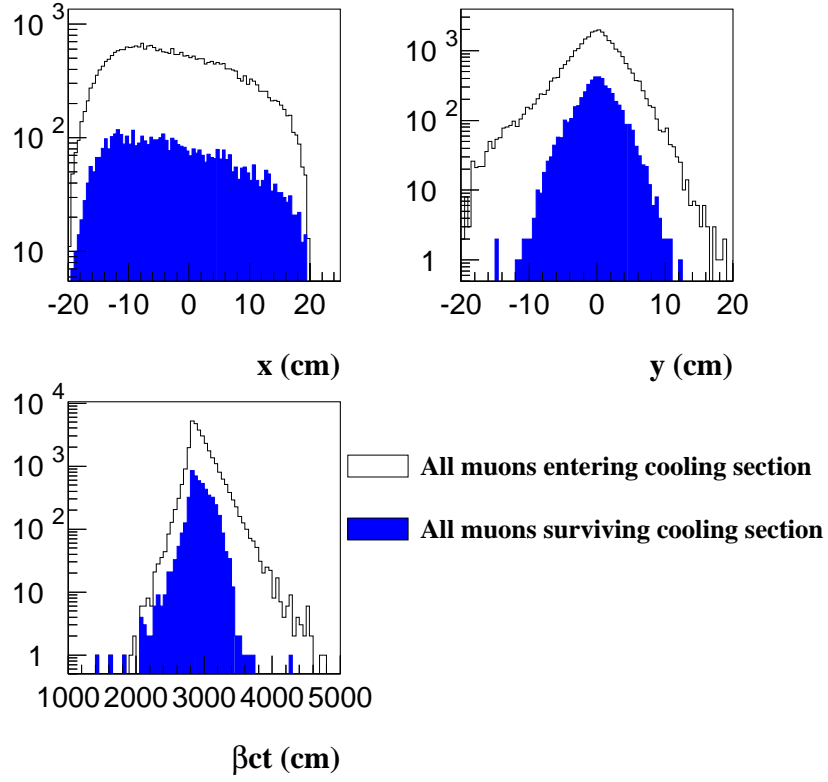 10 3
10 2
10
-20 -10 0 10 20
x (cm)
10 3
10 2
10
1
-20 -10 0 10 20
y (cm)
10 4
10 3
10 2
10
1
1000 2000 3000 4000 5000
βct (cm)
All muons entering cooling section
All muons surviving cooling section